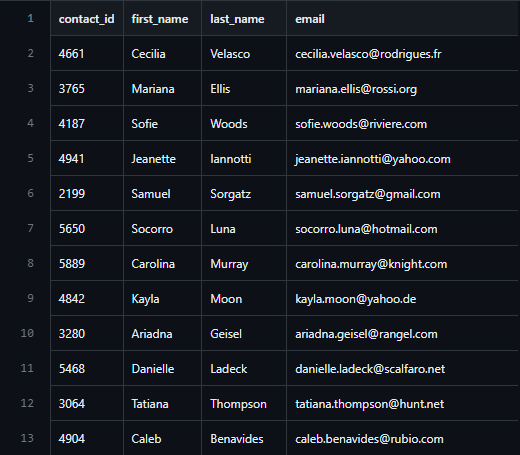 1 contact_id first_name last_name email
2 4661 Cecilia Velasco cecilia.velasco@rodrigues.fr
3 3765 Mariana Ellis mariana.ellis@rossi.org
4 4187 Sofie Woods sofie.woods@riviere.com
5 4941 Jeanette Iannotti jeanette.iannotti@yahoo.com
6 2199 Samuel Sorgatz samuel.sorgatz@gmail.com
7 5650 Socorro Luna socorro.luna@hotmail.com
8 5889 Carolina Murray carolina.murray@knight.com
9 4842 Kayla Moon kayla.moon@yahoo.de
10 3280 Ariadna Geisel ariadna.geisel@rangel.com
11 5468 Danielle Ladeck danielle.ladeck@scalfaro.net
12 3064 Tatiana Thompson tatiana.thompson@hunt.net
13 4904 Caleb Benavides caleb.benavides@rubio.com